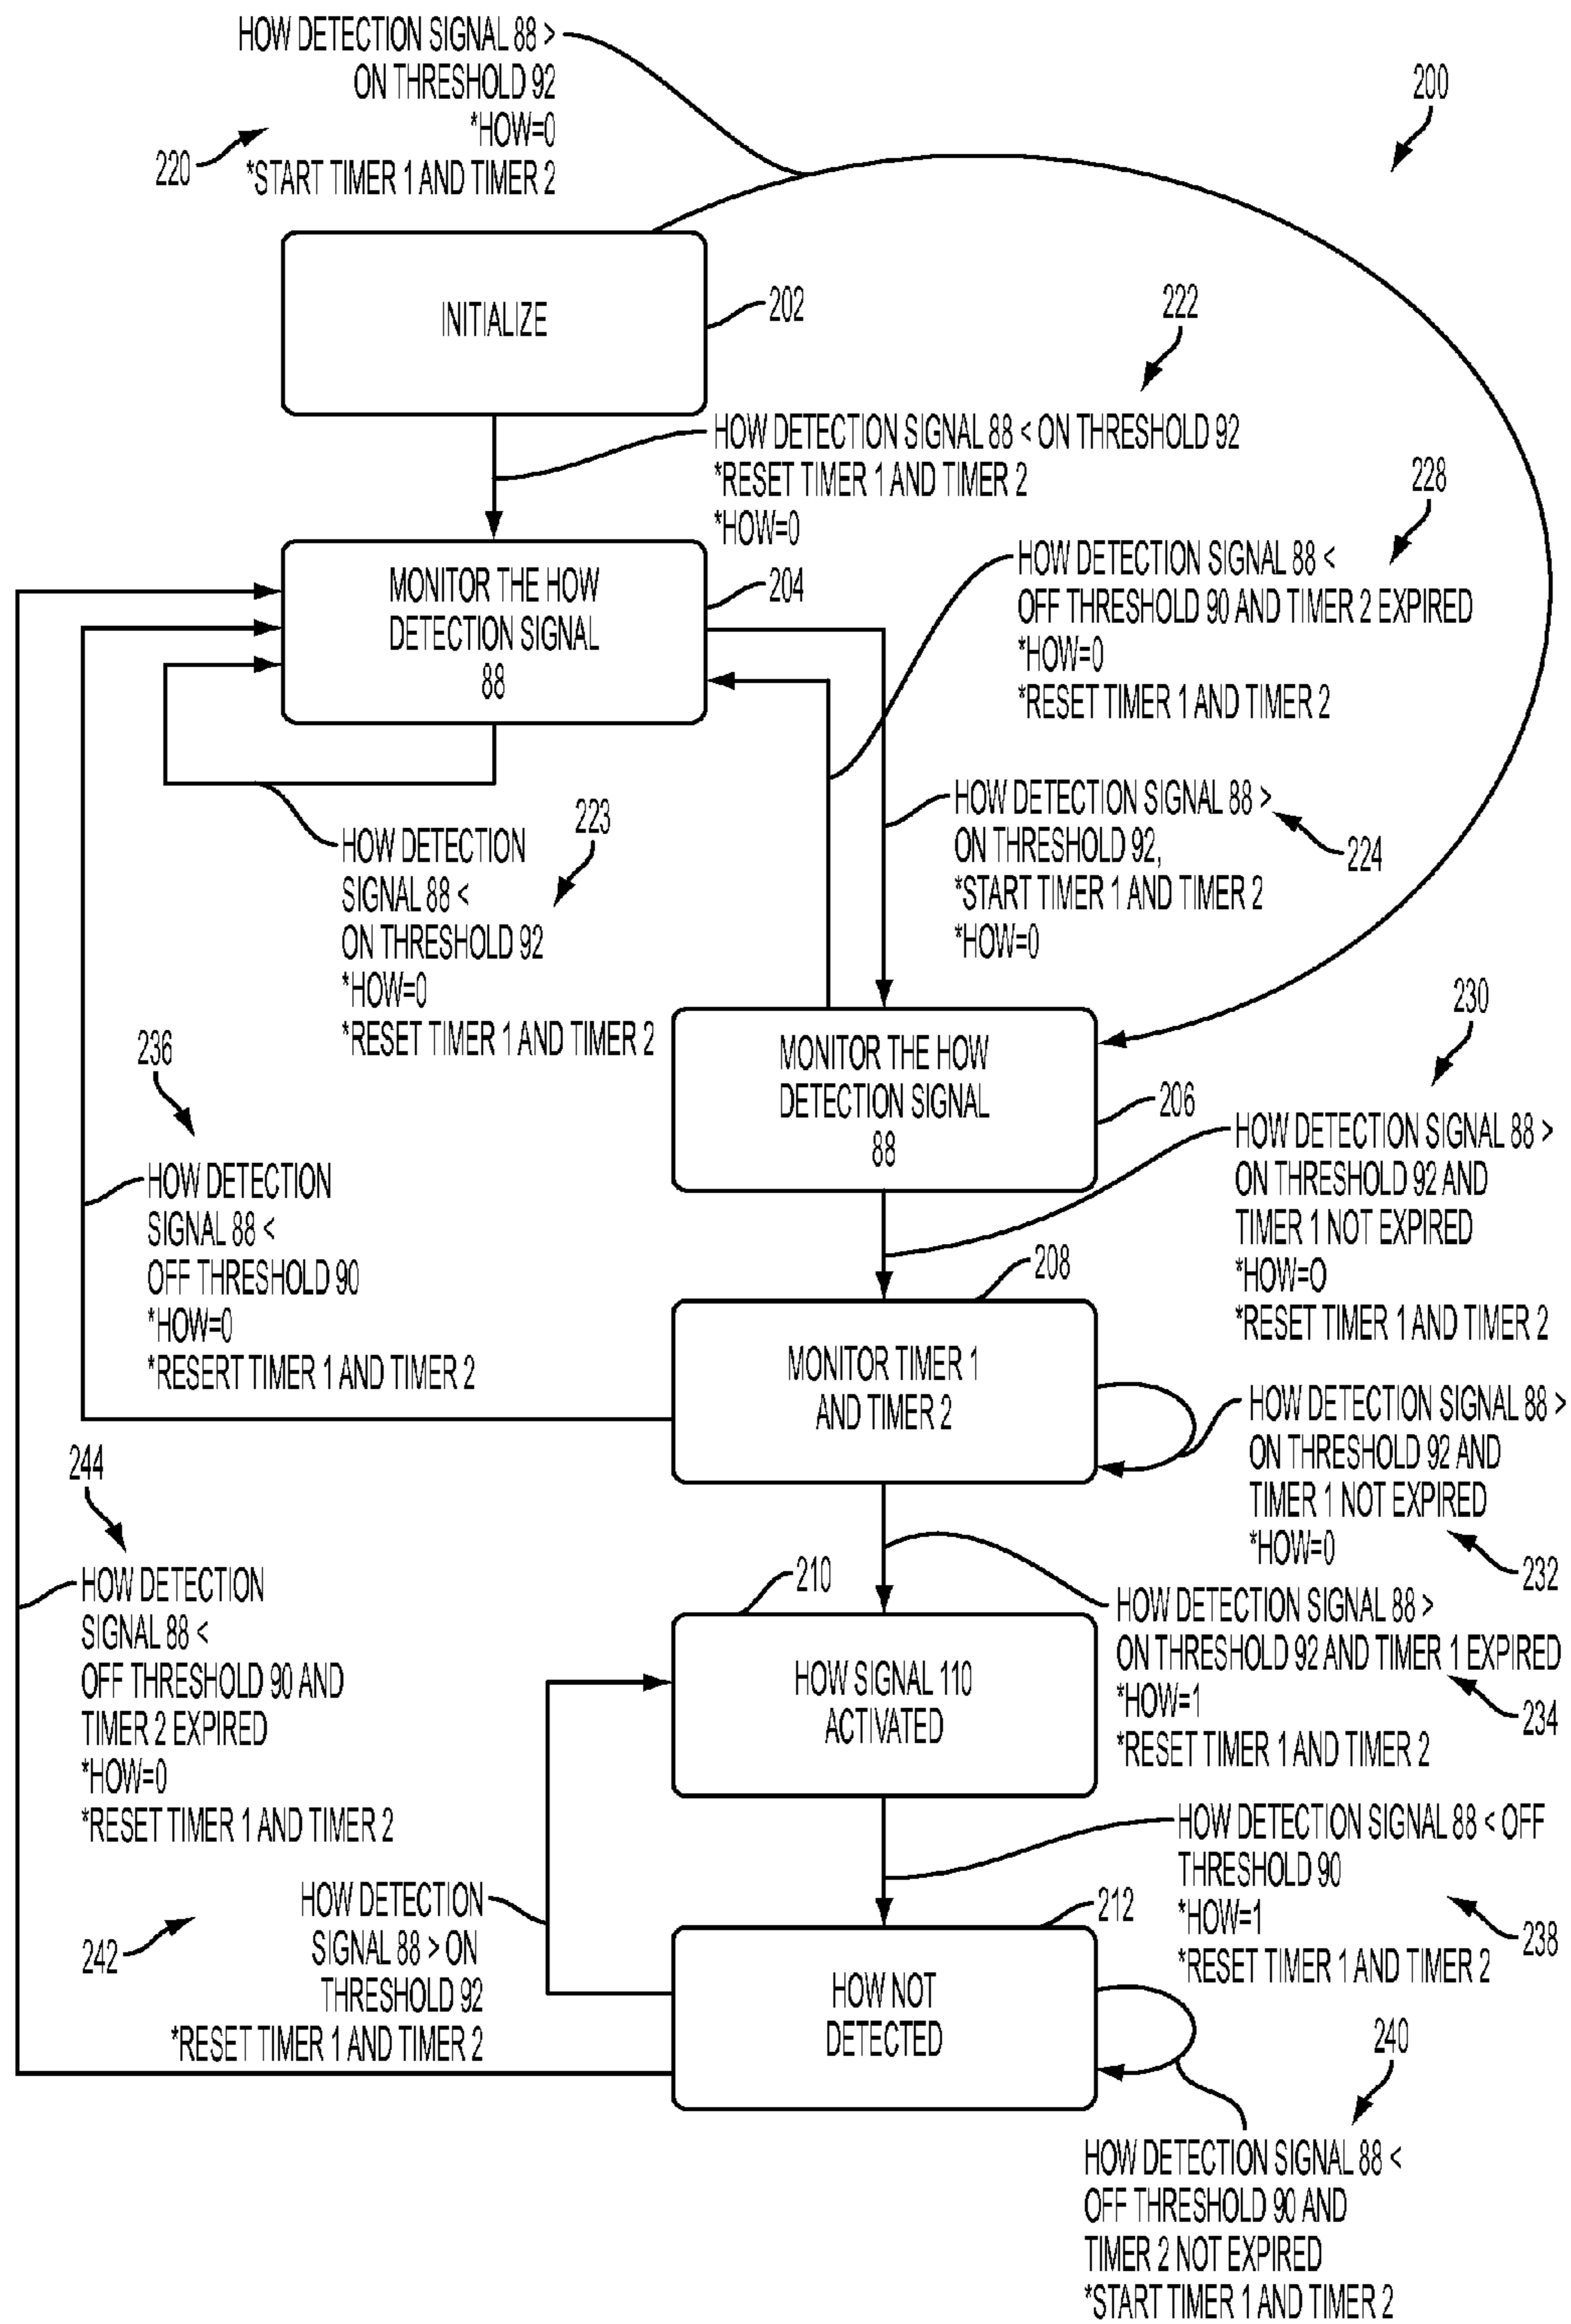 HOW DETECTION SIGNAL 88 >
ON THRESHOLD 92
*HOW=0
*START TIMER 1 AND TIMER 2
220
200
INITIALIZE
202
222
HOW DETECTION SIGNAL 88 < ON THRESHOLD 92
*RESET TIMER 1 AND TIMER 2
*HOW=0
228
HOW DETECTION SIGNAL 88 <
OFF THRESHOLD 90 AND TIMER 2 EXPIRED
*HOW=0
*RESET TIMER 1 AND TIMER 2
MONITOR THE HOW
DETECTION SIGNAL
88
204
HOW DETECTION SIGNAL 88 >
ON THRESHOLD 92,
*START TIMER 1 AND TIMER 2
*HOW=0
224
223
HOW DETECTION
SIGNAL 88 <
ON THRESHOLD 92
*HOW=0
*RESET TIMER 1 AND TIMER 2
MONITOR THE HOW
DETECTION SIGNAL
88
206
230
HOW DETECTION SIGNAL 88 >
ON THRESHOLD 92 AND
TIMER 1 NOT EXPIRED
*HOW=O
*RESET TIMER 1 AND TIMER 2
236
HOW DETECTION
SIGNAL 88 <
OFF THRESHOLD 90
*HOW=0
*RESERT TIMER 1 AND TIMER 2
208
MONITOR TIMER 1
AND TIMER 2
HOW DETECTION SIGNAL 88 >
ON THRESHOLD 92 AND
TIMER 1 NOT EXPIRED
*HOW=0
232
244
HOW DETECTION
SIGNAL 88 <
OFF THRESHOLD 90 AND
TIMER 2 EXPIRED
*HOW=0
*RESET TIMER 1 AND TIMER 2
210
HOW SIGNAL 110
ACTIVATED
HOW DETECTION SIGNAL 88 >
ON THRESHOLD 92 AND TIMER 1 EXPIRED
*HOW=1
*RESET TIMER 1 AND TIMER 2
234
HOW DETECTION SIGNAL 88 < OFF
THRESHOLD 90
*HOW=1
*RESET TIMER 1 AND TIMER 2
238
242
HOW DETECTION
SIGNAL 88 > ON
THRESHOLD 92
*RESET TIMER 1 AND TIMER 2
212
HOW NOT
DETECTED
240
HOW DETECTION SIGNAL 88 <
OFF THRESHOLD 90 AND
TIMER 2 NOT EXPIRED
*START TIMER 1 AND TIMER 2